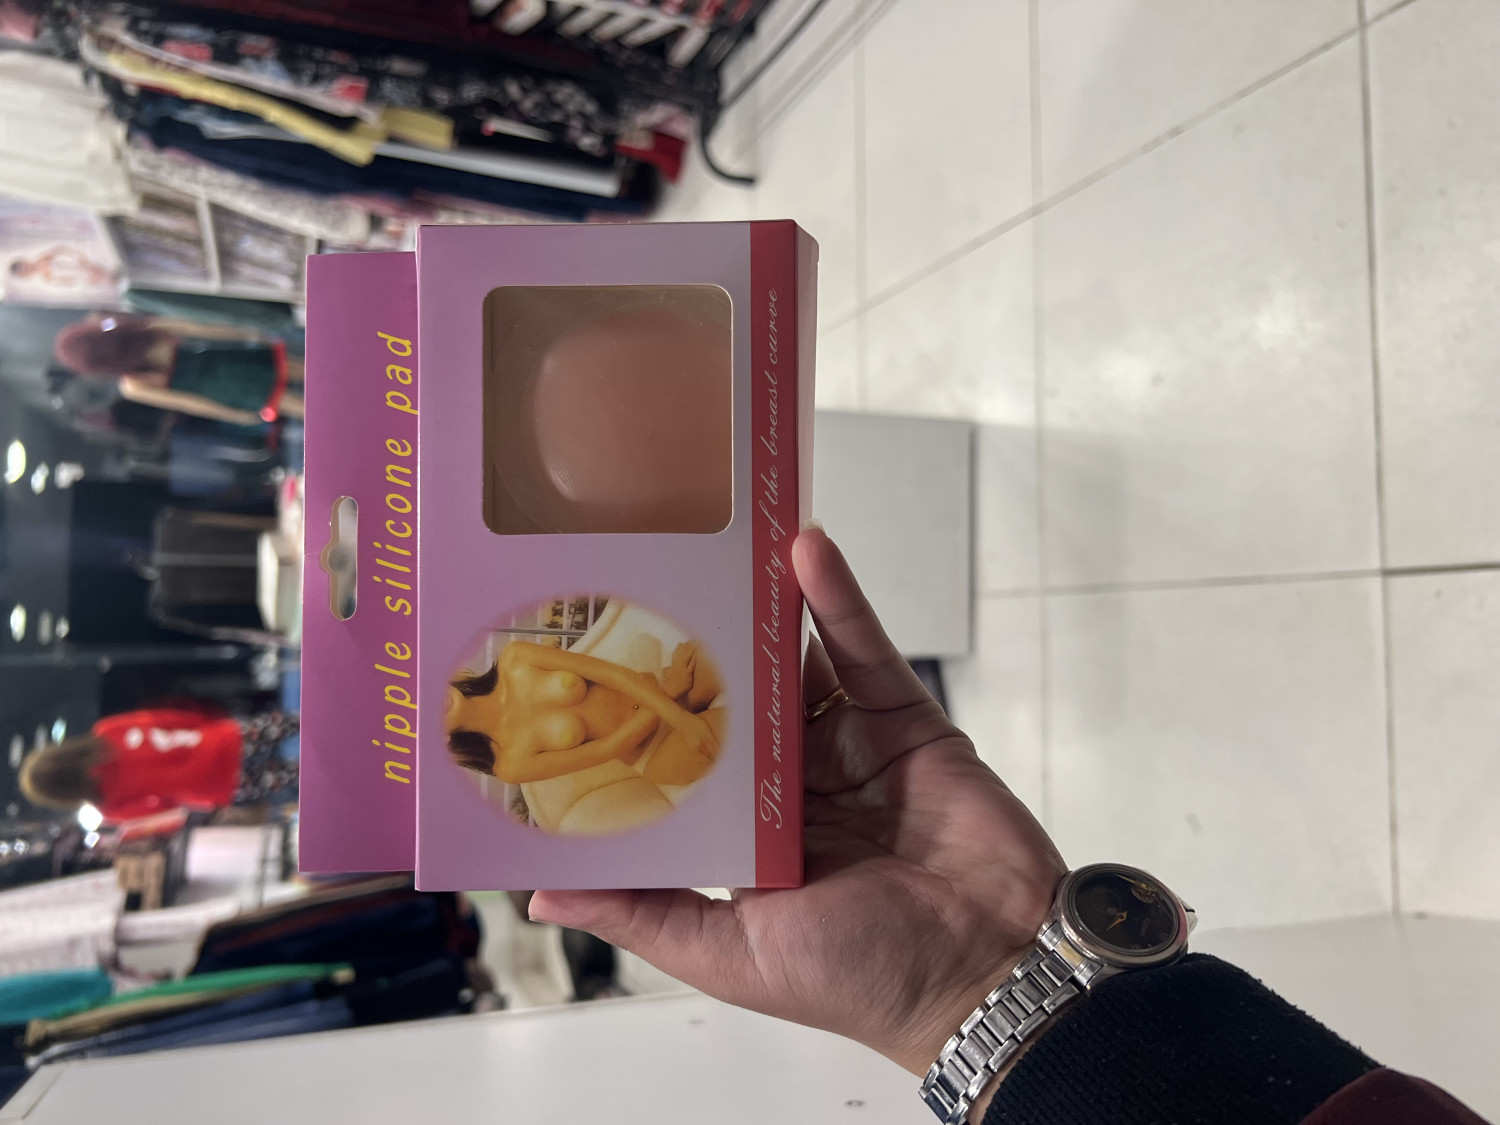 nipple silicone pad
The natural beauty of the breast curve